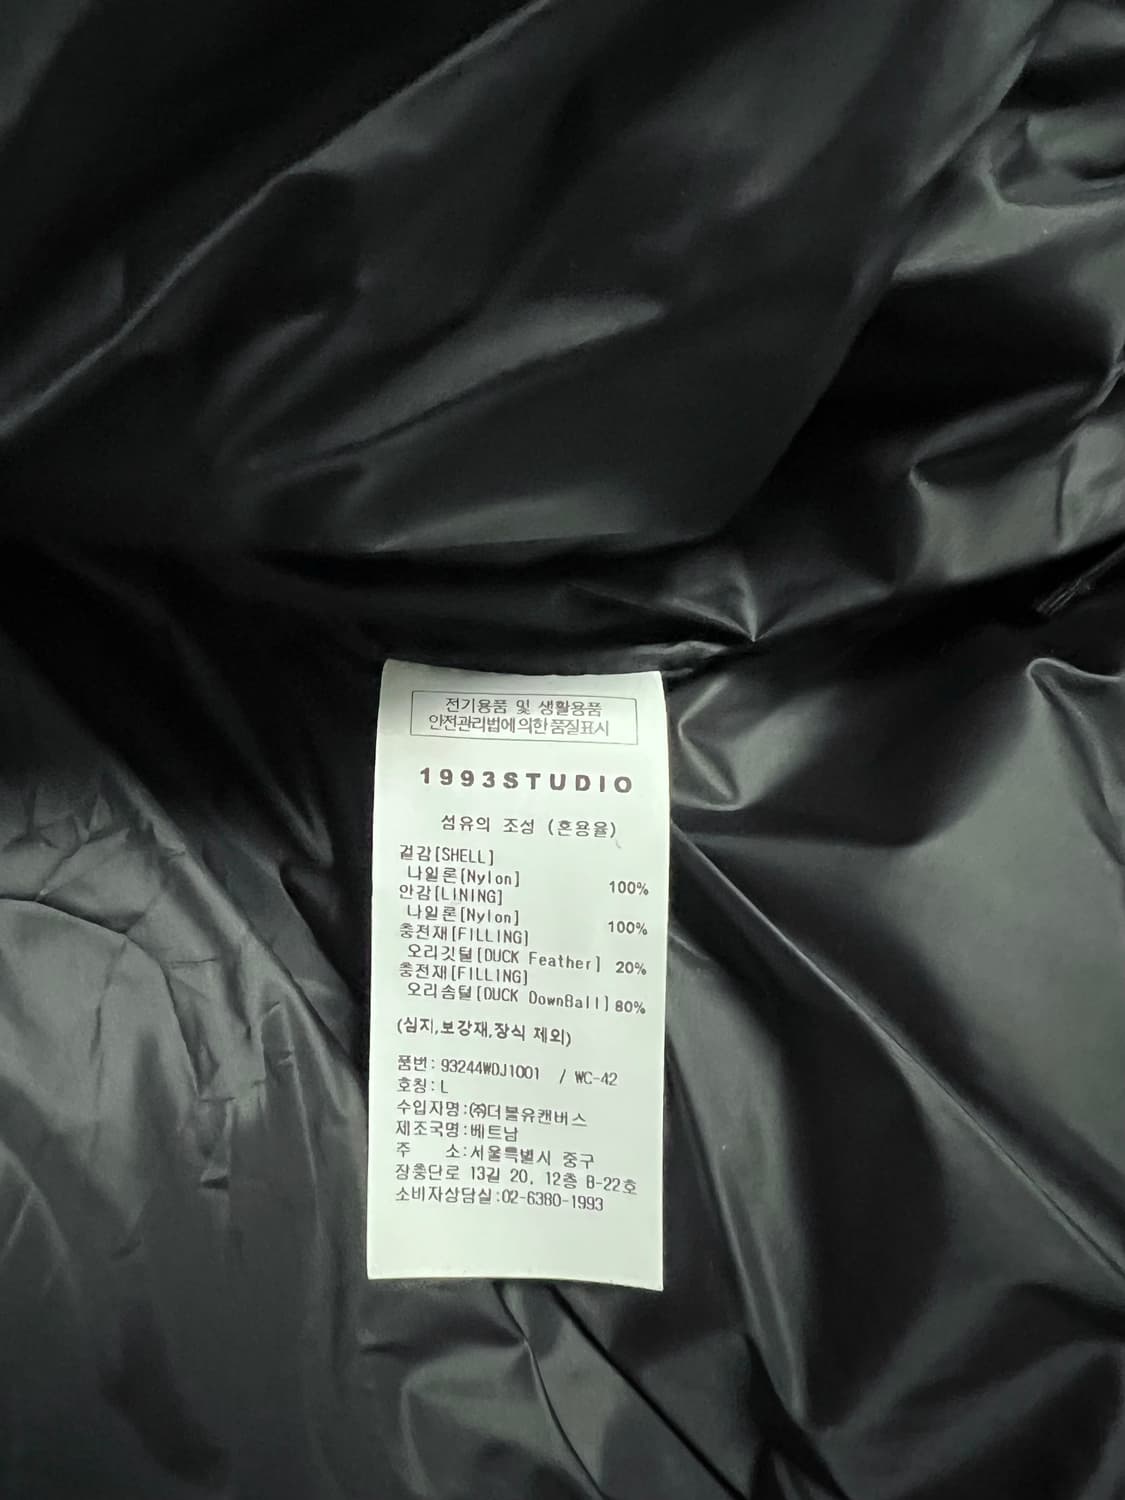 전기용품 및 생활용품
안전관리법에 의한 품질표시
1993STUDIO
섬유의 조성 (혼용율)
겉감[SHELL]
나일론[Nylon] 100%
안감[LINING]
나일론[Nylon] 100%
충전재[FILLING]
오리깃털[DUCK Feather] 20%
충전재[FILLING]
오리솜털[DUCK DownBall] 80%
(심지,보강재,장식 제외)
품번: 93244WDJ1001 / WC-42
호칭: L
수입자명:㈜더블유캔버스
제조국명:베트남
주 소:서울특별시 중구
장충단로 13길 20, 12층 B-22호
소비자상담실:02-6380-1993